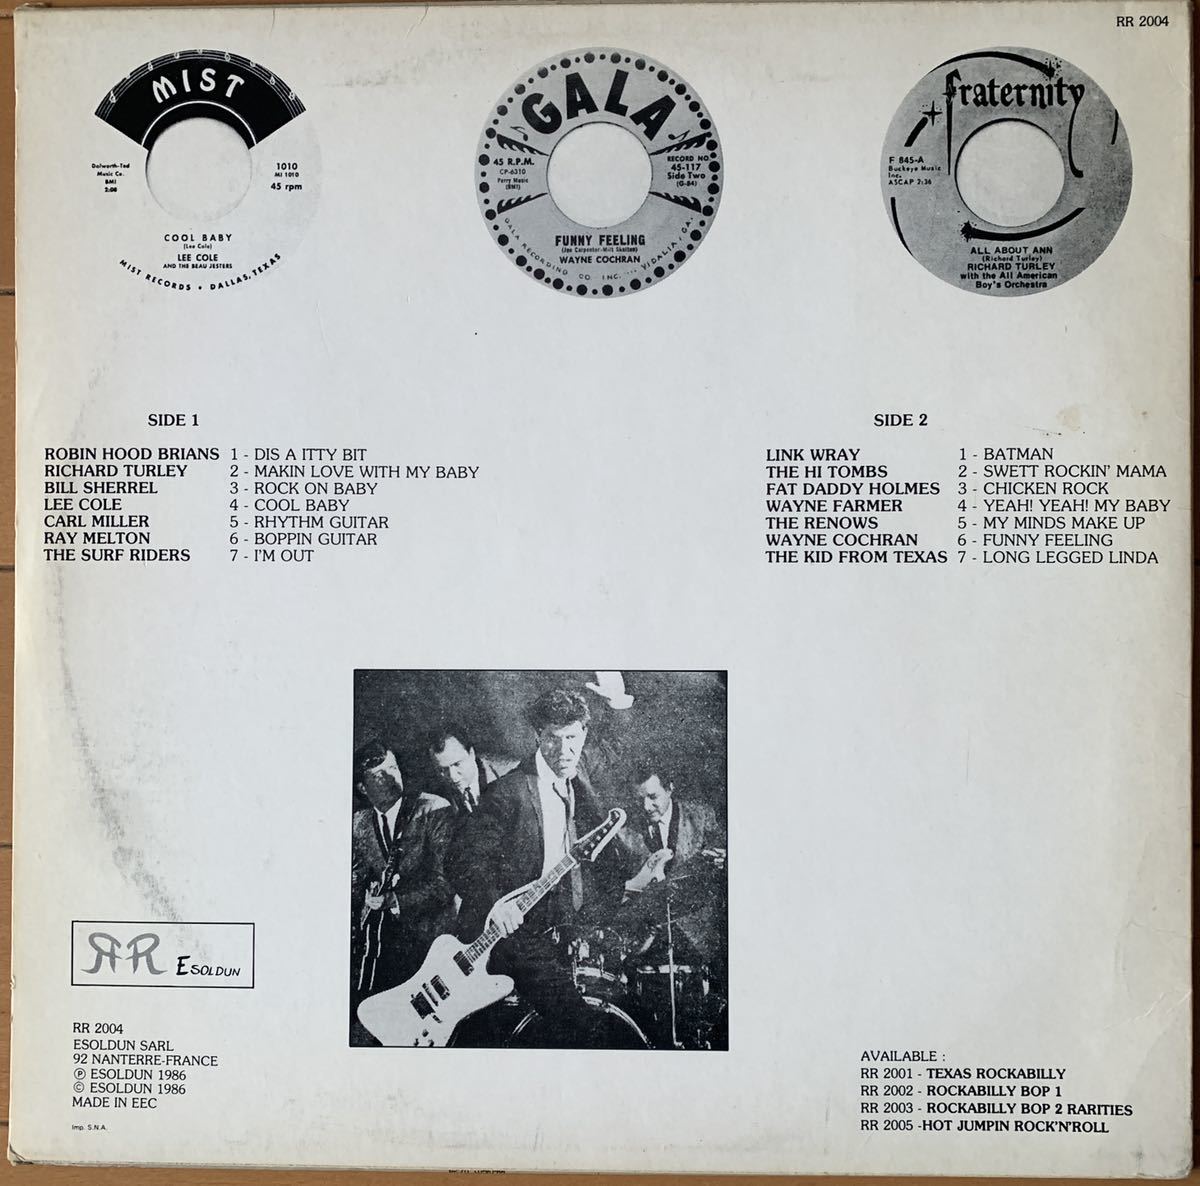 RR 2004
MIST
Dalworth-Ted
Music Co.
BMI
2:08
1010
MI 1010
45 rpm
COOL BABY
(Lee Cole)
LEE COLE
AND THE BEAU JESTERS
MIST RECORDS • DALLAS, TEXAS
GALA
45 R.P.M.
CP-6310
Perry Music
(BMI)
RECORD NO.
45-117
Side Two
(G-84)
FUNNY FEELING
(Joe Carpenter-Milt Skelton)
WAYNE COCHRAN
GALA RECORDING CO. INC. ... VIDALIA, GA.
fraternity
F 845-A
Buckeye Music
Inc.
ASCAP 2:36
ALL ABOUT ANN
(Richard Turley)
RICHARD TURLEY
with the All American
Boy's Orchestra
SIDE 1
ROBIN HOOD BRIANS 1 - DIS A ITTY BIT
RICHARD TURLEY 2 - MAKIN LOVE WITH MY BABY
BILL SHERREL 3 - ROCK ON BABY
LEE COLE 4 - COOL BABY
CARL MILLER 5 - RHYTHM GUITAR
RAY MELTON 6 - BOPPIN GUITAR
THE SURF RIDERS 7 - I'M OUT
SIDE 2
LINK WRAY 1 - BATMAN
THE HI TOMBS 2 - SWETT ROCKIN' MAMA
FAT DADDY HOLMES 3 - CHICKEN ROCK
WAYNE FARMER 4 - YEAH! YEAH! MY BABY
THE RENOWS 5 - MY MINDS MAKE UP
WAYNE COCHRAN 6 - FUNNY FEELING
THE KID FROM TEXAS 7 - LONG LEGGED LINDA
RR ESOLDUN
RR 2004
ESOLDUN SARL
92 NANTERRE-FRANCE
℗ ESOLDUN 1986
© ESOLDUN 1986
MADE IN EEC
Imp. S.N.A.
AVAILABLE :
RR 2001 - TEXAS ROCKABILLY
RR 2002 - ROCKABILLY BOP 1
RR 2003 - ROCKABILLY BOP 2 RARITIES
RR 2005 -HOT JUMPIN ROCK'N'ROLL